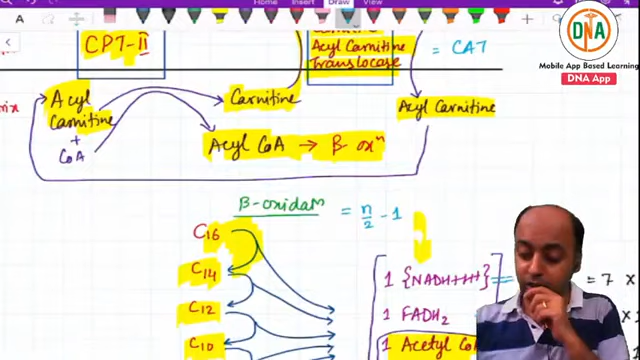 Home
Insert
Draw
View
DNA
Mobile App Based Learning
DNA App
CPT-II
Carnitine
Acyl Carnitine
Translocase
= CAT
Acyl
Carnitine
+
CoA
Carnitine
Acyl CoA → β-oxⁿ
Acyl Carnitine
β-oxidatn = n/2 - 1
C16
C14
C12
C10
1 {NADH+H+}
= 7 X
1 FADH₂
1 Acetyl Co